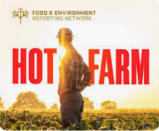 FOOD & ENVIRONMENT
REPORTING NETWORK
HOT FARM